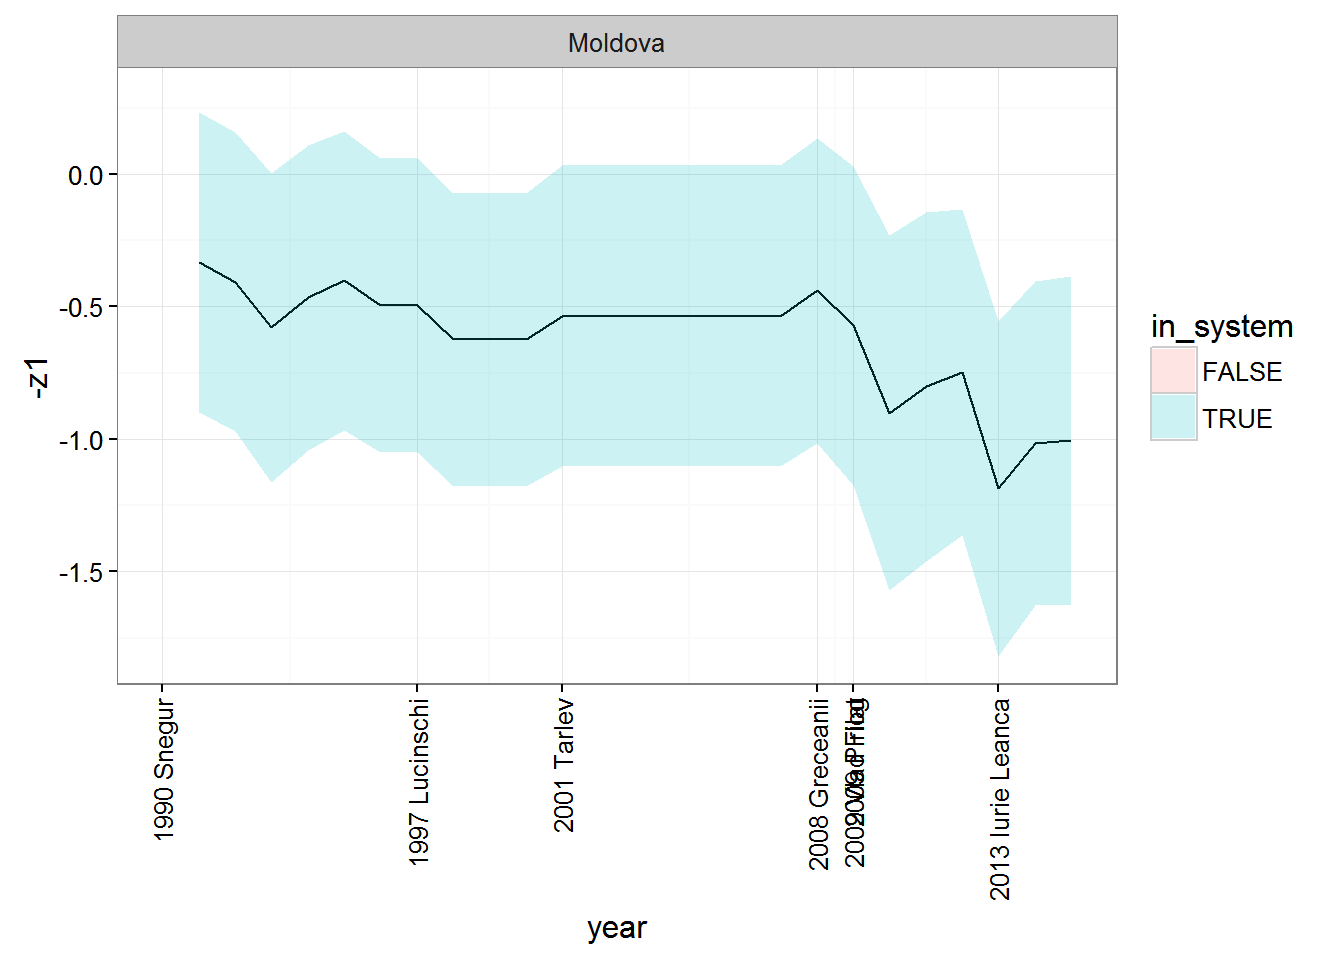 Moldova
-z1
0.0
-0.5
-1.0
-1.5
1990 Snegur
1997 Lucinschi
2001 Tarlev
2008 Greceanii
2009
2013 Iurie Leanca
year
in_system
FALSE
TRUE